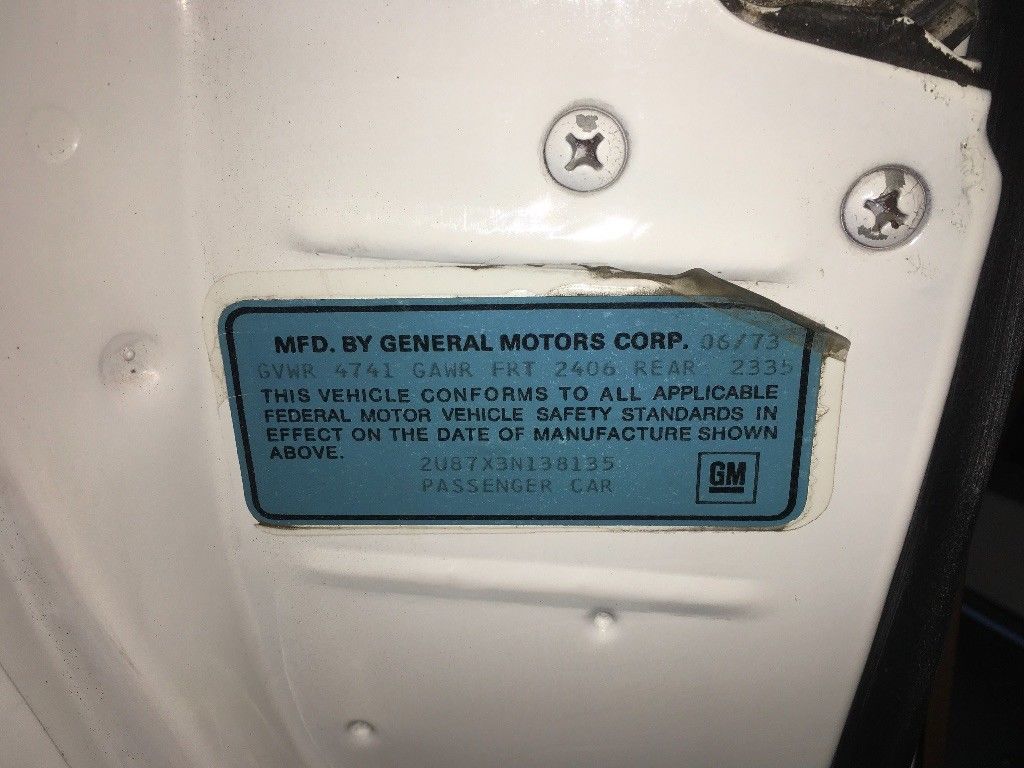 MFD. BY GENERAL MOTORS CORP. 06/73
GVWR 4741 GAWR FRT 2406 REAR 2335
THIS VEHICLE CONFORMS TO ALL APPLICABLE
FEDERAL MOTOR VEHICLE SAFETY STANDARDS IN
EFFECT ON THE DATE OF MANUFACTURE SHOWN
ABOVE.
2U87X3N138135
PASSENGER CAR
GM